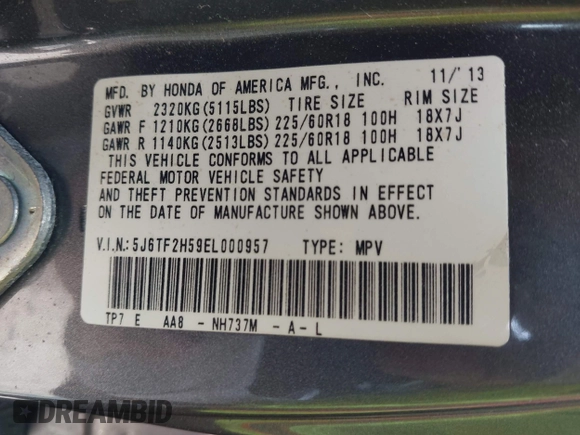 MFD. BY HONDA OF AMERICA MFG., INC. 11/'13
GVWR 2320KG(5115LBS) TIRE SIZE RIM SIZE
GAWR F 1210KG(2668LBS) 225/60R18 100H 18X7J
GAWR R 1140KG(2513LBS) 225/60R18 100H 18X7J
THIS VEHICLE CONFORMS TO ALL APPLICABLE
FEDERAL MOTOR VEHICLE SAFETY
AND THEFT PREVENTION STANDARDS IN EFFECT
ON THE DATE OF MANUFACTURE SHOWN ABOVE.
V.I.N.:5J6TF2H59EL000957 TYPE: MPV
TP7 E AA8 - NH737M - A - L
DREAMBID